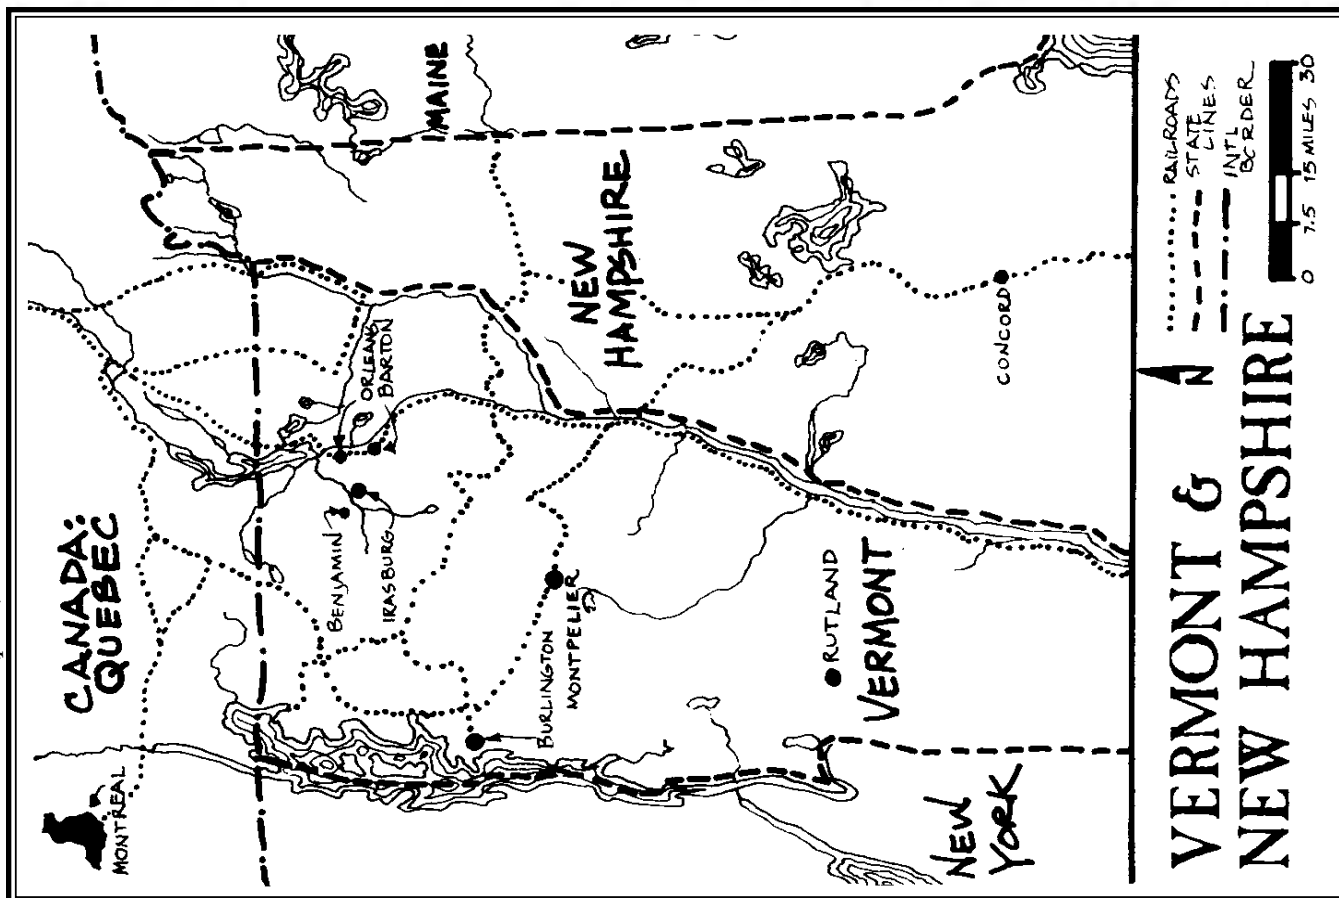 CANADA:
QUEBEC
MONTREAL
MAINE
NEW
HAMPSHIRE
ORLEANS
BARTON
BENJAMIN
IRASBURG
BURLINGTON
MONTPELIER
RUTLAND
VERMONT
CONCORD
NEW
YORK
VERMONT &
NEW HAMPSHIRE
N
RAILROADS
STATE
LINES
INTL
BORDER
0 7.5 15 MILES 30